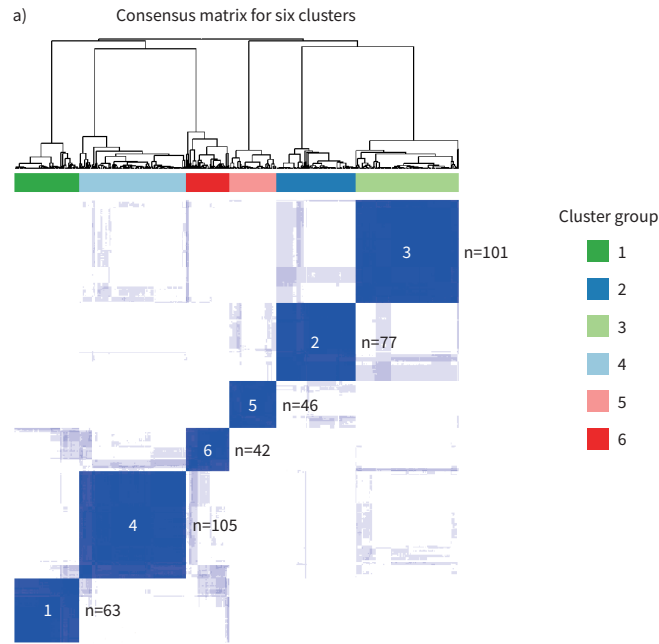 a) Consensus matrix for six clusters
Cluster group
1
2
3
4
5
6
3 n=101
2 n=77
5 n=46
6 n=42
4 n=105
1 n=63